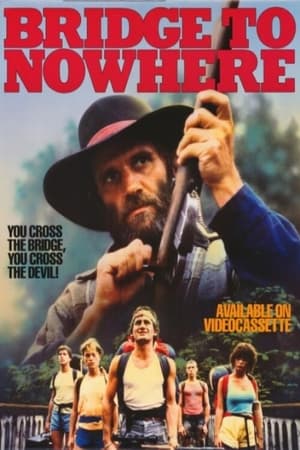 BRIDGE TO
NOWHERE
YOU CROSS
THE BRIDGE,
YOU CROSS
THE DEVIL!
AVAILABLE ON
VIDEOCASSETTE